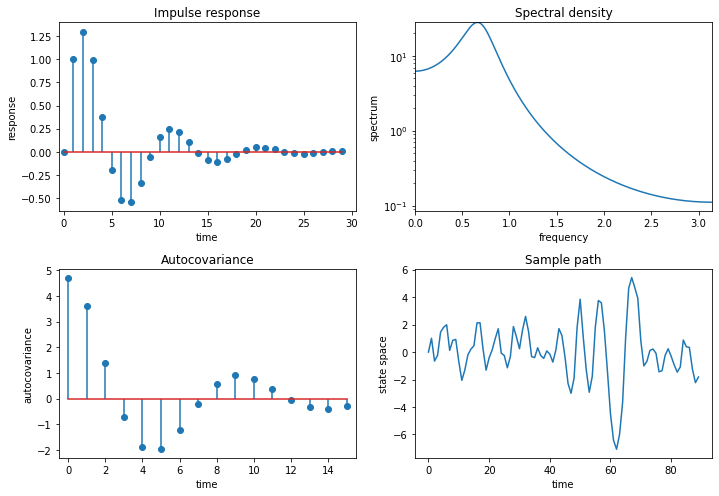 Impulse response
1.25
1.00
0.75
0.50
0.25
0.00
−0.25
−0.50
response
0 5 10 15 20 25 30
time
Spectral density
10¹
10⁰
10⁻¹
spectrum
0.0 0.5 1.0 1.5 2.0 2.5 3.0
frequency
Autocovariance
5
4
3
2
1
0
−1
−2
autocovariance
0 2 4 6 8 10 12 14
time
Sample path
6
4
2
0
−2
−4
−6
state space
0 20 40 60 80
time